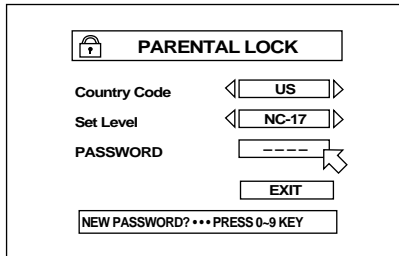 PARENTAL LOCK
Country Code US
Set Level NC-17
PASSWORD – – – –
EXIT
NEW PASSWORD? • • • PRESS 0~9 KEY